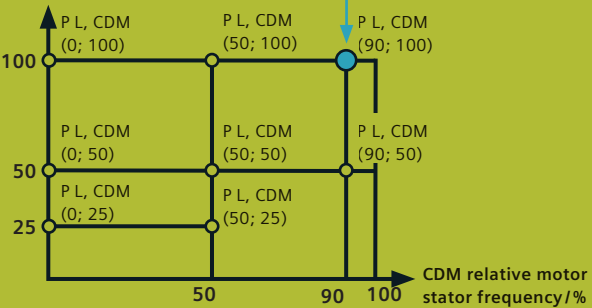 P L, CDM
(0; 100)
P L, CDM
(50; 100)
P L, CDM
(90; 100)
100
P L, CDM
(0; 50)
P L, CDM
(50; 50)
P L, CDM
(90; 50)
50
P L, CDM
(0; 25)
P L, CDM
(50; 25)
25
50
90
100
CDM relative motor
stator frequency/%